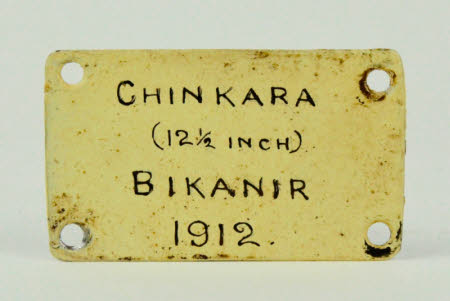 CHINKARA
(12½ INCH)
BIKANIR
1912.